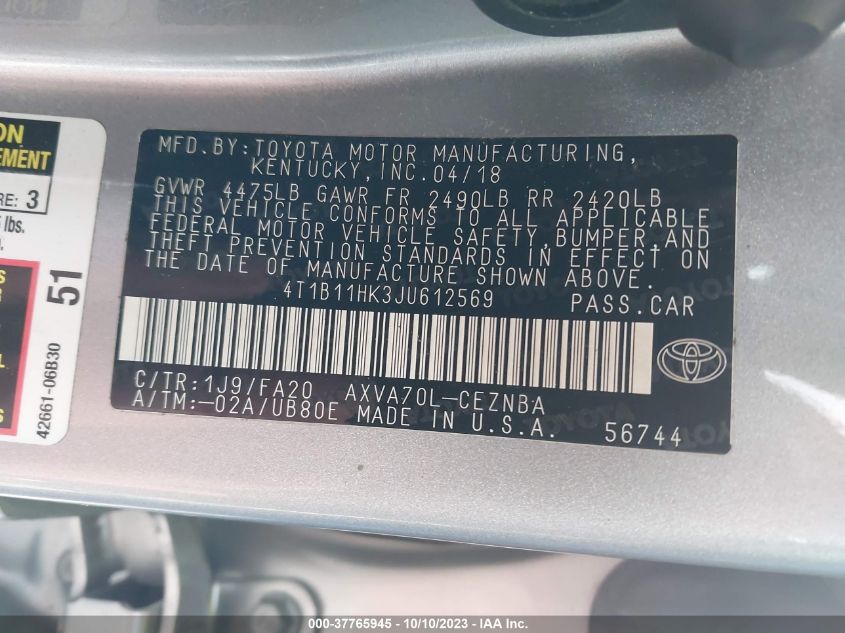 ON
EMENT
RE: 3
lbs.
S
42661-06B30
51
MFD.BY:TOYOTA MOTOR MANUFACTURING,
KENTUCKY,INC.04/18
GVWR 4475LB GAWR FR 2490LB RR 2420LB
THIS VEHICLE CONFORMS TO ALL APPLICABLE
FEDERAL MOTOR VEHICLE SAFETY,BUMPER,AND
THEFT PREVENTION STANDARDS IN EFFECT ON
THE DATE OF MANUFACTURE SHOWN ABOVE.
4T1B11HK3JU612569 PASS.CAR
C/TR:1J9/FA20 AXVA70L-CEZNBA
A/TM:-02A/UB80E MADE IN U.S.A. 56744
000-37765945 - 10/10/2023 - IAA Inc.